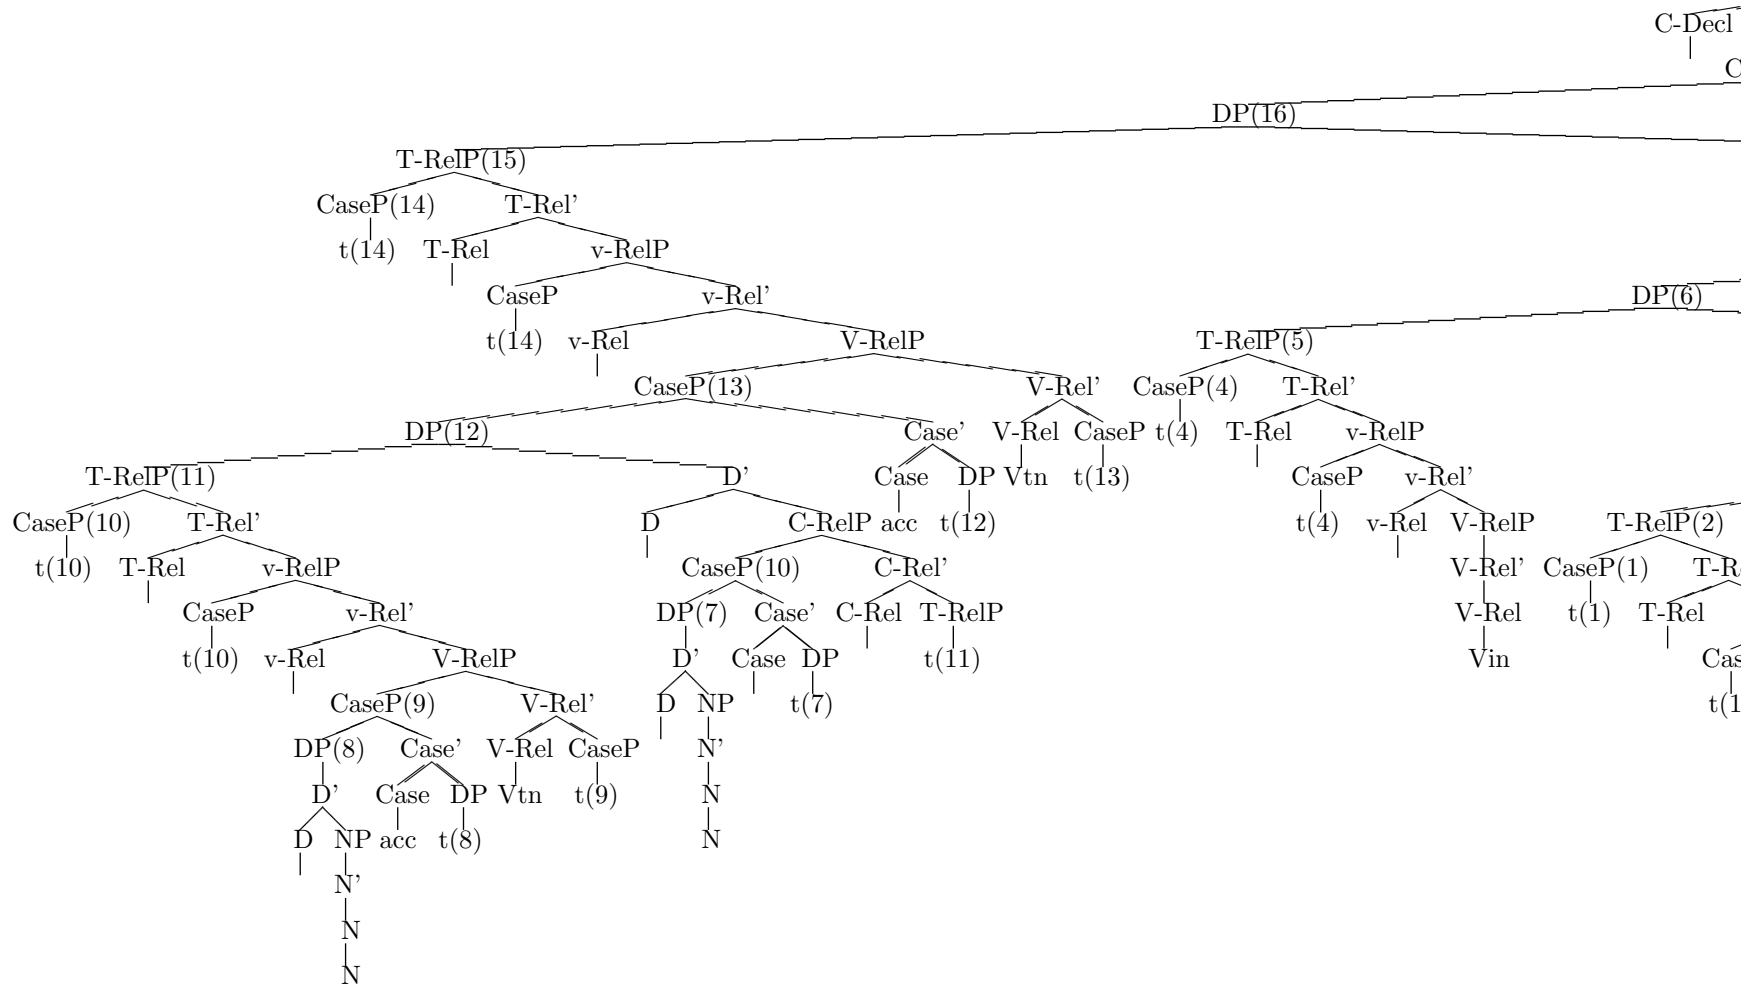 C-Decl
C
DP(16)
T-RelP(15)
CaseP(14) T-Rel’
t(14) T-Rel v-RelP
CaseP v-Rel’ DP(6)
t(14) v-Rel V-RelP T-RelP(5)
CaseP(13) V-Rel’ CaseP(4) T-Rel’
DP(12) Case’ V-Rel CaseP t(4) T-Rel v-RelP
T-RelP(11) D’ Case DP Vtn t(13) CaseP v-Rel’
CaseP(10) T-Rel’ D C-RelP acc t(12) t(4) v-Rel V-RelP T-RelP(2)
t(10) T-Rel v-RelP CaseP(10) C-Rel’ V-Rel’ CaseP(1) T-Re
CaseP v-Rel’ DP(7) Case’ C-Rel T-RelP V-Rel t(1) T-Rel
t(10) v-Rel V-RelP D’ Case DP t(11) Vin Cas
CaseP(9) V-Rel’ D NP t(7) t(1
DP(8) Case’ V-Rel CaseP N’
D’ Case DP Vtn t(9) N
D NP acc t(8) N
N’
N
N